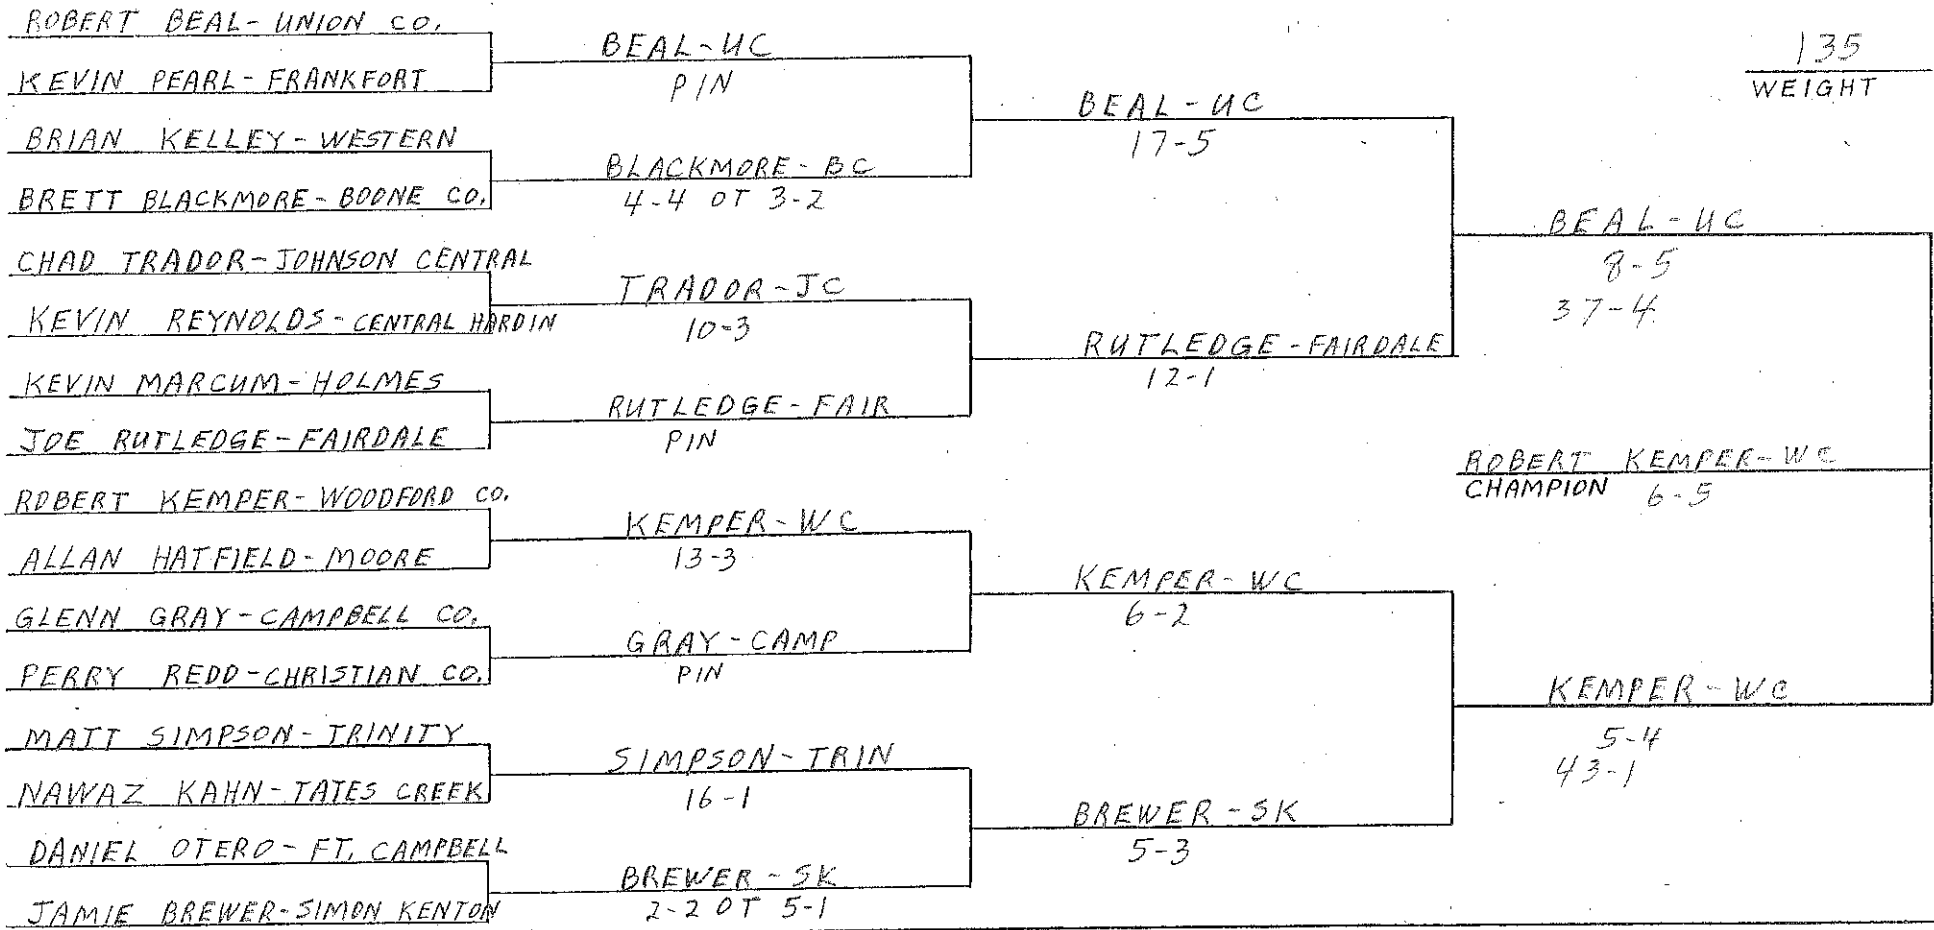 ROBERT BEAL - UNION CO.
KEVIN PEARL - FRANKFORT
BRIAN KELLEY - WESTERN
BRETT BLACKMORE - BOONE CO.
CHAD TRADOR - JOHNSON CENTRAL
KEVIN REYNOLDS - CENTRAL HARDIN
KEVIN MARCUM - HOLMES
JOE RUTLEDGE - FAIRDALE
ROBERT KEMPER - WOODFORD CO.
ALLAN HATFIELD - MOORE
GLENN GRAY - CAMPBELL CO.
PERRY REDD - CHRISTIAN CO.
MATT SIMPSON - TRINITY
NAWAZ KAHN - TATES CREEK
DANIEL OTERO - FT. CAMPBELL
JAMIE BREWER - SIMON KENTON
BEAL - UC
PIN
BLACKMORE - BC
4-4 OT 3-2
TRADOR - JC
10-3
RUTLEDGE - FAIR
PIN
KEMPER - WC
13-3
GRAY - CAMP
PIN
SIMPSON - TRIN
16-1
BREWER - SK
2-2 OT 5-1
BEAL - UC
17-5
RUTLEDGE - FAIRDALE
12-1
KEMPER - WC
6-2
BREWER - SK
5-3
135
WEIGHT
BEAL - UC
8-5
37-4
ROBERT KEMPER - WC
CHAMPION 6-5
KEMPER - WC
5-4
43-1